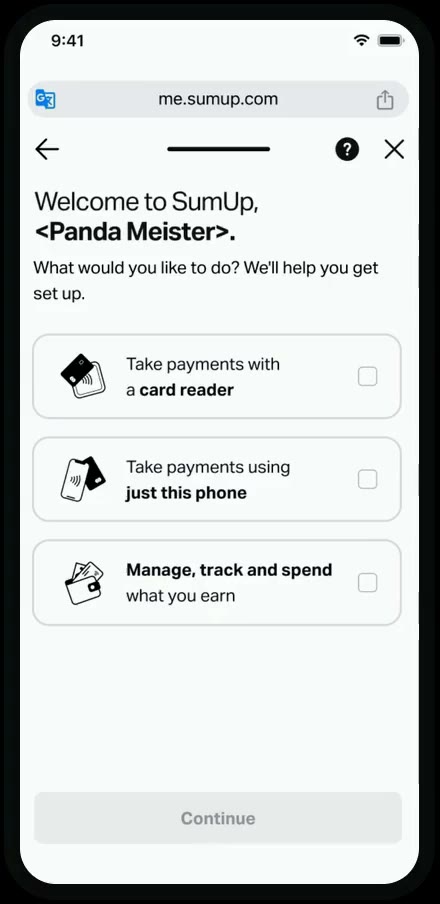 9:41
me.sumup.com
?
Welcome to SumUp,
<Panda Meister>.
What would you like to do? We'll help you get
set up.
Take payments with
a card reader
Take payments using
just this phone
Manage, track and spend
what you earn
Continue